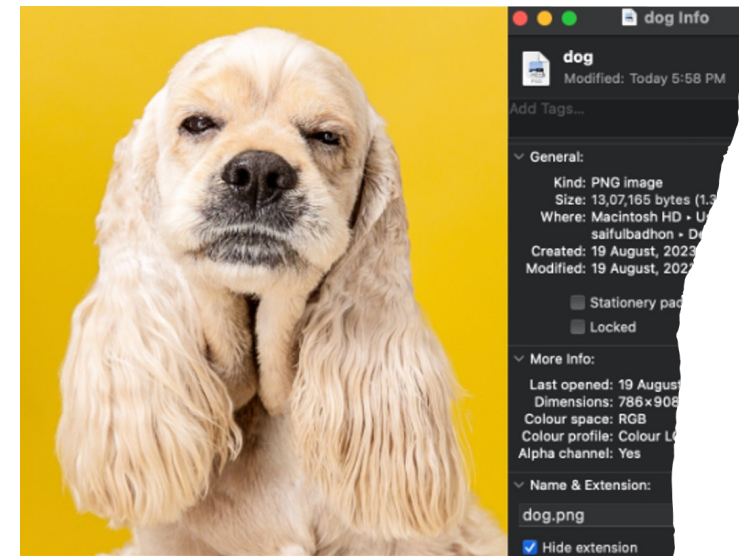 dog Info
dog
Modified: Today 5:58 PM
Add Tags...
General:
Kind: PNG image
Size: 13,07,165 bytes (1.3
Where: Macintosh HD ‣
saifulbadhon ‣
Created: 19 August, 2023
Modified: 19 August, 202
Stationery pad
Locked
More Info:
Last opened: 19 August
Dimensions: 786×908
Colour space: RGB
Colour profile: Colour
Alpha channel: Yes
Name & Extension:
dog.png
Hide extension